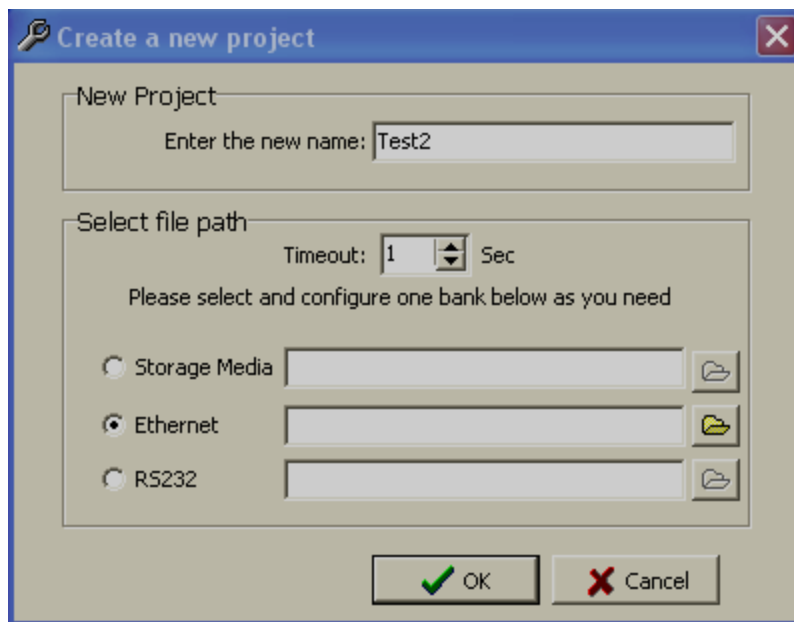 Create a new project
New Project
Enter the new name: Test2
Select file path
Timeout: 1 Sec
Please select and configure one bank below as you need
Storage Media
Ethernet
RS232
OK Cancel